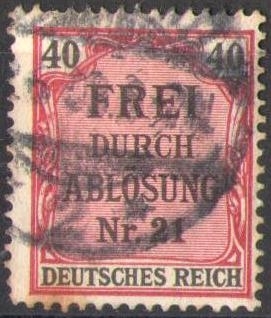 40 40
FREI
DURCH
ABLÖSUNG
Nr. 21
DEUTSCHES REICH